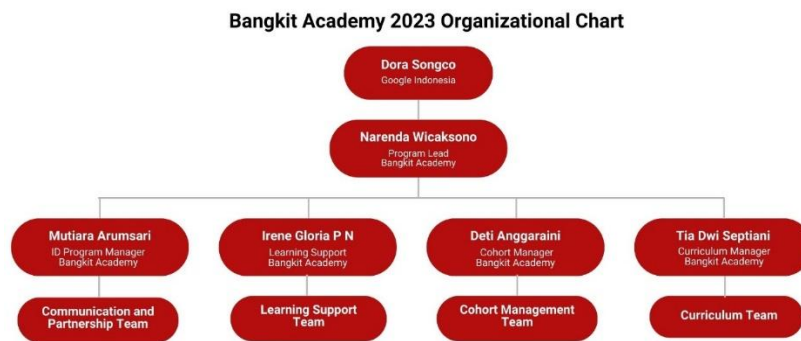 Bangkit Academy 2023 Organizational Chart
Dora Songco
Google Indonesia
Narenda Wicaksono
Program Lead
Bangkit Academy
Mutiara Arumsari
ID Program Manager
Bangkit Academy
Irene Gloria P N
Learning Support
Bangkit Academy
Deti Anggaraini
Cohort Manager
Bangkit Academy
Tia Dwi Septiani
Curriculum Manager
Bangkit Academy
Communication and
Partnership Team
Learning Support
Team
Cohort Management
Team
Curriculum Team